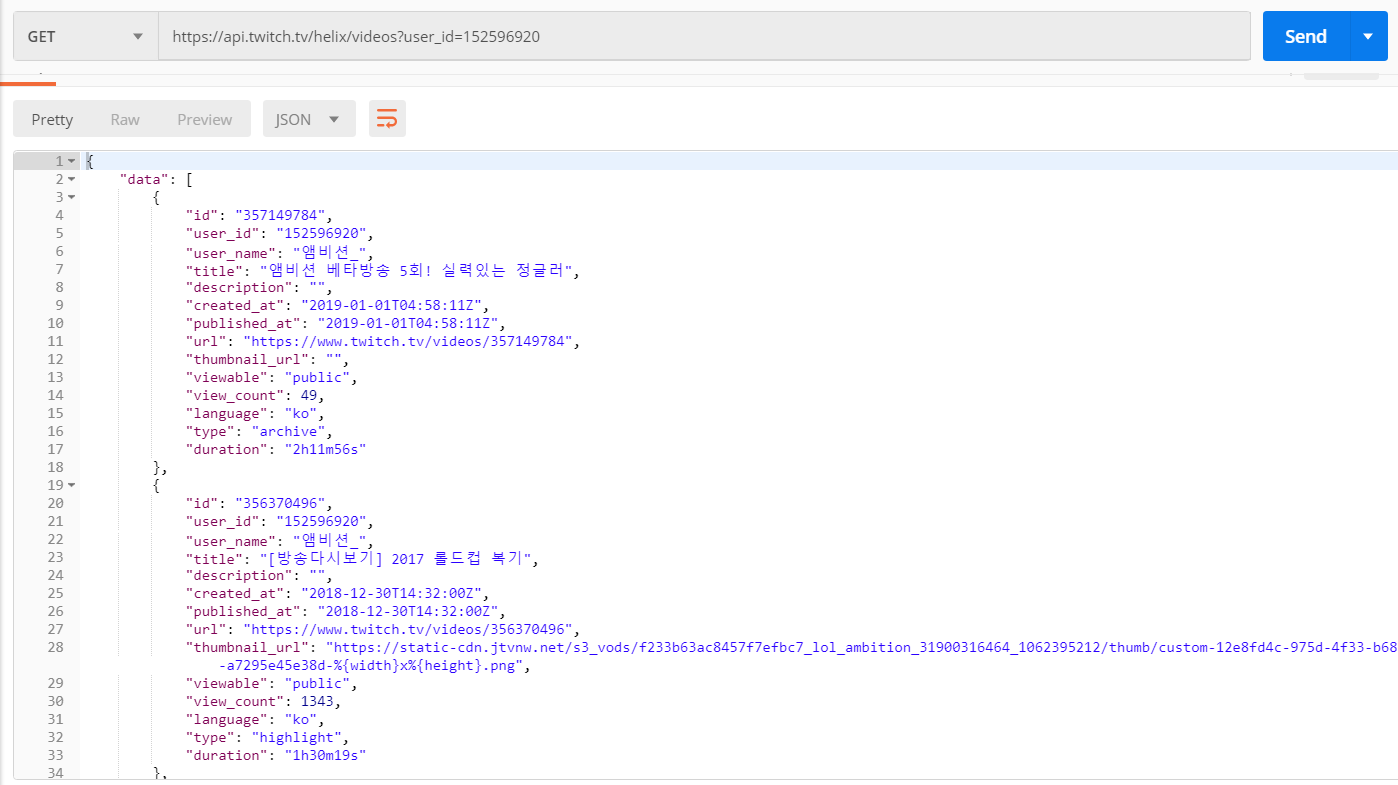 GET https://api.twitch.tv/helix/videos?user_id=152596920 Send
Pretty Raw Preview JSON
1 {
2 "data": [
3 {
4 "id": "357149784",
5 "user_id": "152596920",
6 "user_name": "앰비션_",
7 "title": "앰비션 베타방송 5회! 실력있는 정글러",
8 "description": "",
9 "created_at": "2019-01-01T04:58:11Z",
10 "published_at": "2019-01-01T04:58:11Z",
11 "url": "https://www.twitch.tv/videos/357149784",
12 "thumbnail_url": "",
13 "viewable": "public",
14 "view_count": 49,
15 "language": "ko",
16 "type": "archive",
17 "duration": "2h11m56s"
18 },
19 {
20 "id": "356370496",
21 "user_id": "152596920",
22 "user_name": "앰비션_",
23 "title": "[방송다시보기] 2017 롤드컵 복기",
24 "description": "",
25 "created_at": "2018-12-30T14:32:00Z",
26 "published_at": "2018-12-30T14:32:00Z",
27 "url": "https://www.twitch.tv/videos/356370496",
28 "thumbnail_url": "https://static-cdn.jtvnw.net/s3_vods/f233b63ac8457f7efbc7_lol_ambition_31900316464_1062395212/thumb/custom-12e8fd4c-975d-4f33-b68
-a7295e45e38d-%{width}x%{height}.png",
29 "viewable": "public",
30 "view_count": 1343,
31 "language": "ko",
32 "type": "highlight",
33 "duration": "1h30m19s"
34 },